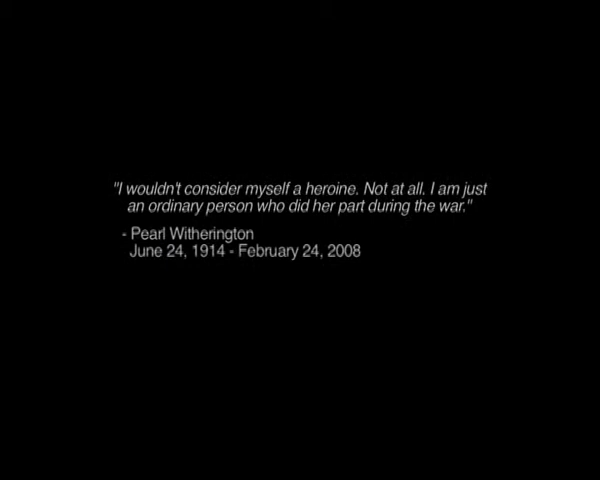 "I wouldn't consider myself a heroine. Not at all. I am just
an ordinary person who did her part during the war."
- Pearl Witherington
June 24, 1914 - February 24, 2008